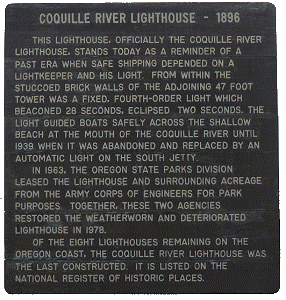 COQUILLE RIVER LIGHTHOUSE - 1896
THIS LIGHTHOUSE, OFFICIALLY THE COQUILLE RIVER
LIGHTHOUSE, STANDS TODAY AS A REMINDER OF A
PAST ERA WHEN SAFE SHIPPING DEPENDED ON A
LIGHTKEEPER AND HIS LIGHT. FROM WITHIN THE
STUCCOED BRICK WALLS OF THE ADJOINING 47 FOOT
TOWER WAS A FIXED, FOURTH-ORDER LIGHT WHICH
BEACONED 28 SECONDS, ECLIPSED TWO SECONDS. THE
LIGHT GUIDED BOATS SAFELY ACROSS THE SHALLOW
BEACH AT THE MOUTH OF THE COQUILLE RIVER UNTIL
1939 WHEN IT WAS ABANDONED AND REPLACED BY AN
AUTOMATIC LIGHT ON THE SOUTH JETTY.
IN 1963, THE OREGON STATE PARKS DIVISION
LEASED THE LIGHTHOUSE AND SURROUNDING ACREAGE
FROM THE ARMY CORPS OF ENGINEERS FOR PARK
PURPOSES. TOGETHER, THESE TWO AGENCIES
RESTORED THE WEATHERWORN AND DETERIORATED
LIGHTHOUSE IN 1978.
OF THE EIGHT LIGHTHOUSES REMAINING ON THE
OREGON COAST, THE COQUILLE RIVER LIGHTHOUSE WAS
THE LAST CONSTRUCTED. IT IS LISTED ON THE
NATIONAL REGISTER OF HISTORIC PLACES.